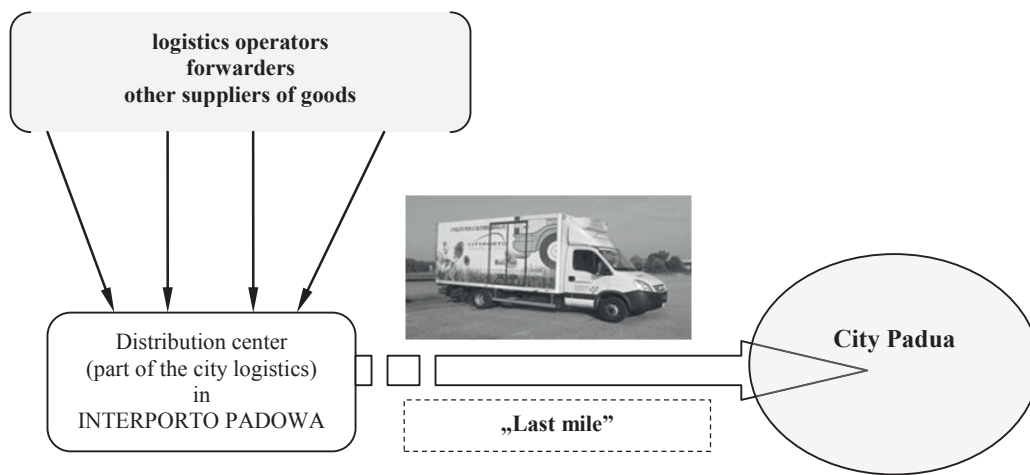 logistics operators
forwarders
other suppliers of goods
CITYPORTO
Distribution center
(part of the city logistics)
in
INTERPORTO PADOWA
City Padua
„Last mile”